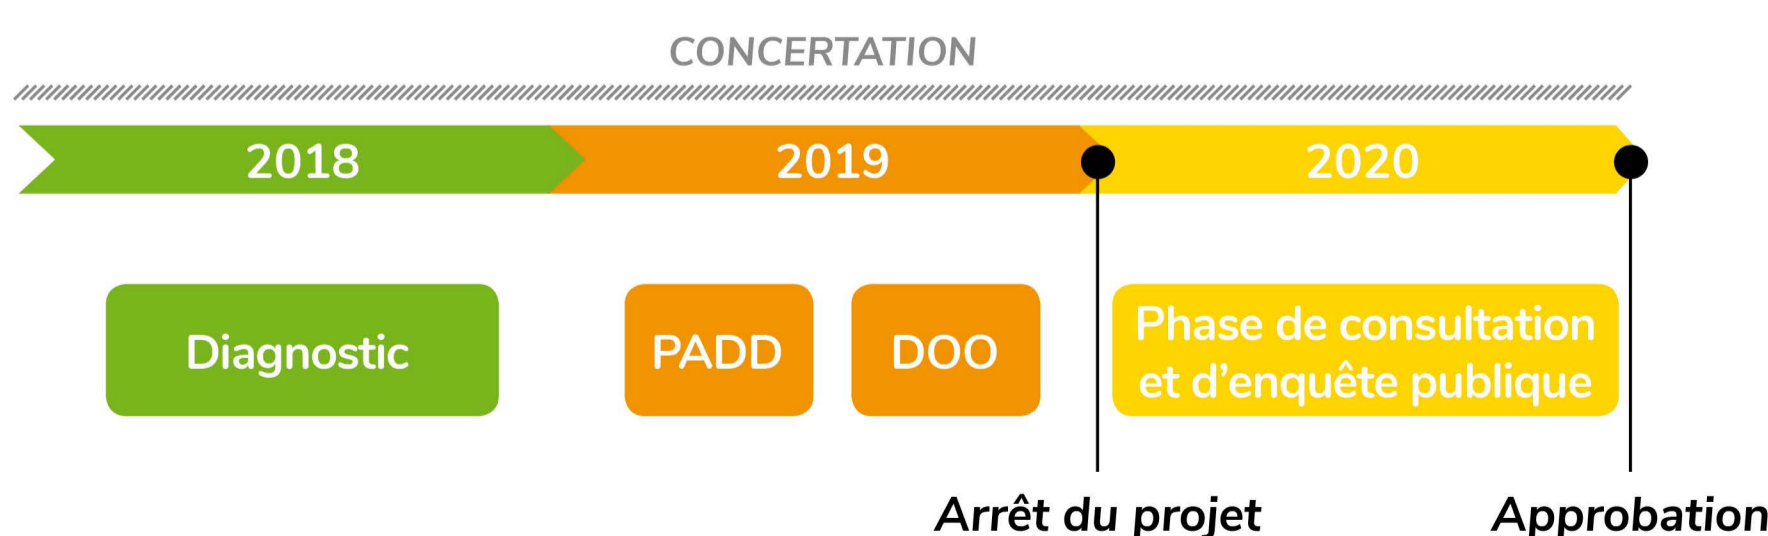 CONCERTATION
2018
2019
2020
Diagnostic
PADD
DOO
Phase de consultation
et d’enquête publique
Arrêt du projet
Approbation